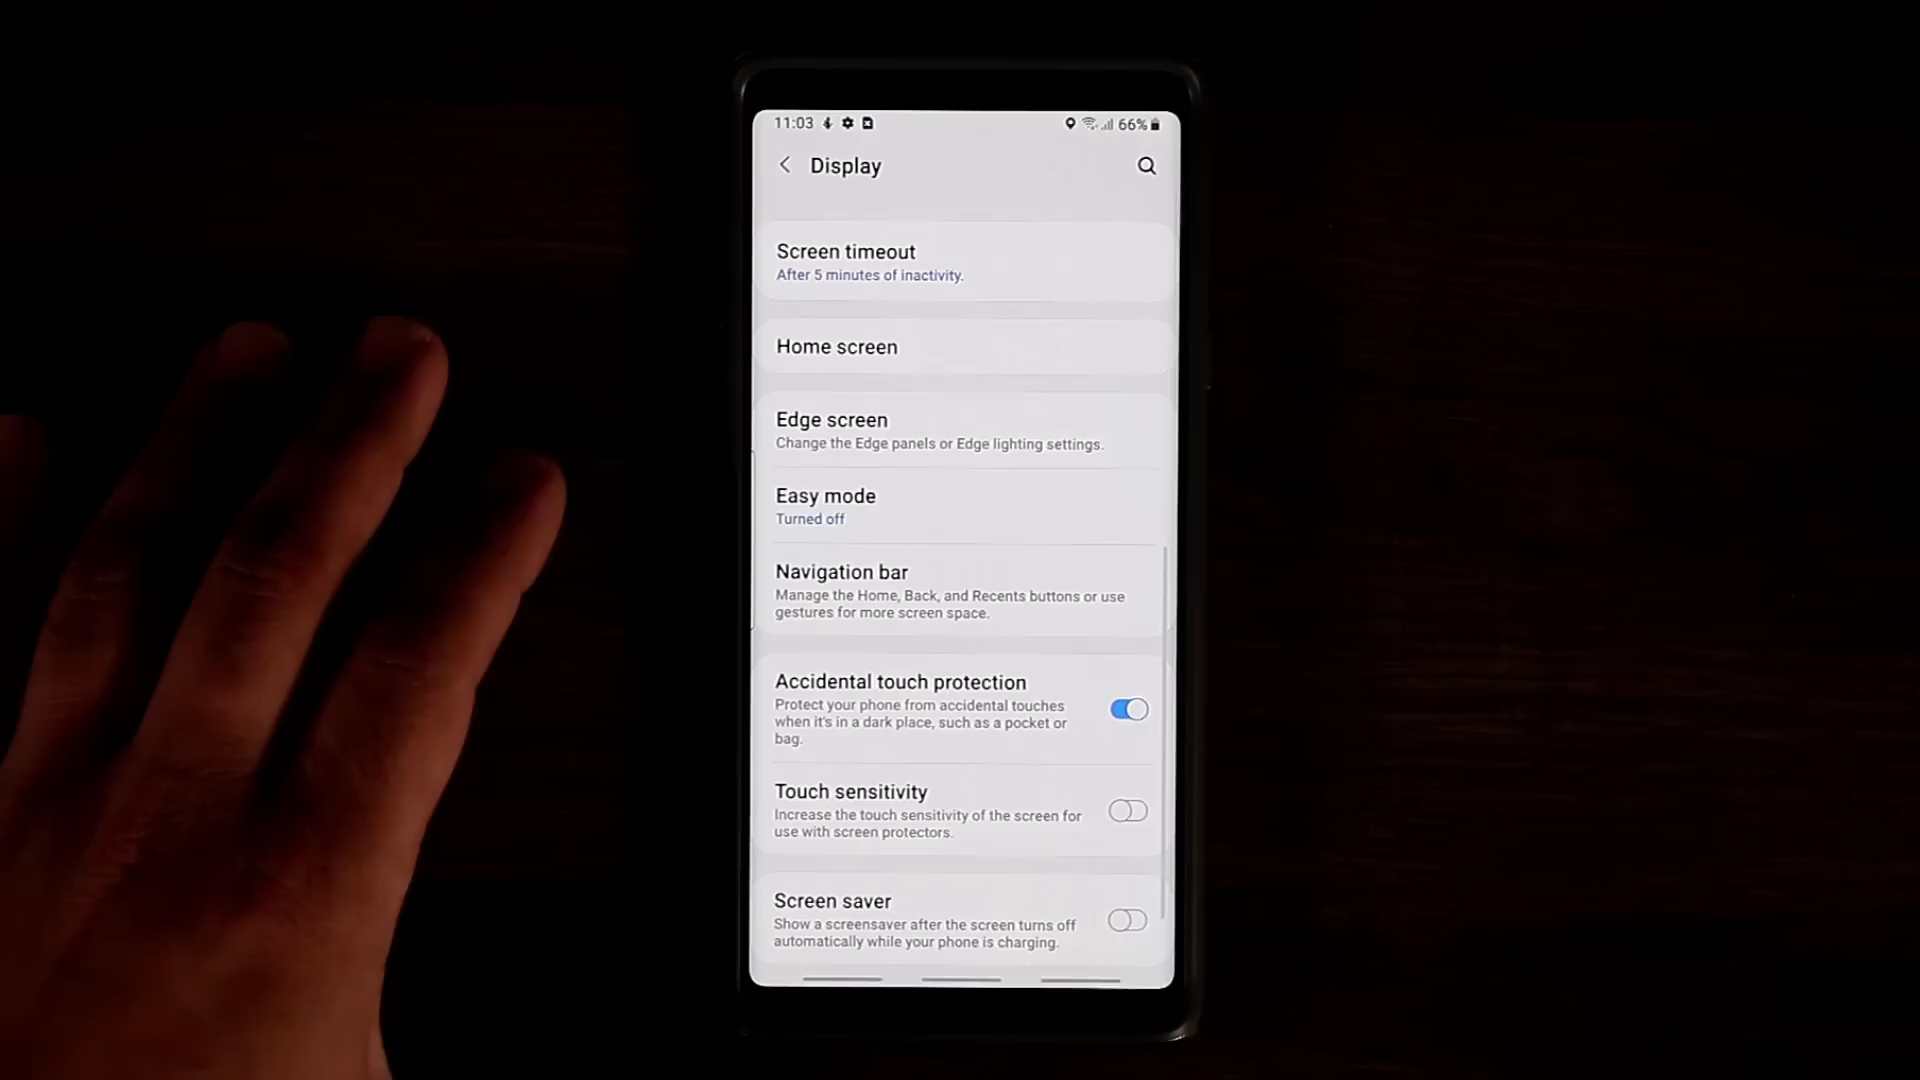 11:03
66%
Display
Screen timeout
After 5 minutes of inactivity.
Home screen
Edge screen
Change the Edge panels or Edge lighting settings.
Easy mode
Turned off
Navigation bar
Manage the Home, Back, and Recents buttons or use
gestures for more screen space.
Accidental touch protection
Protect your phone from accidental touches
when it's in a dark place, such as a pocket or
bag.
Touch sensitivity
Increase the touch sensitivity of the screen for
use with screen protectors.
Screen saver
Show a screensaver after the screen turns off
automatically while your phone is charging.